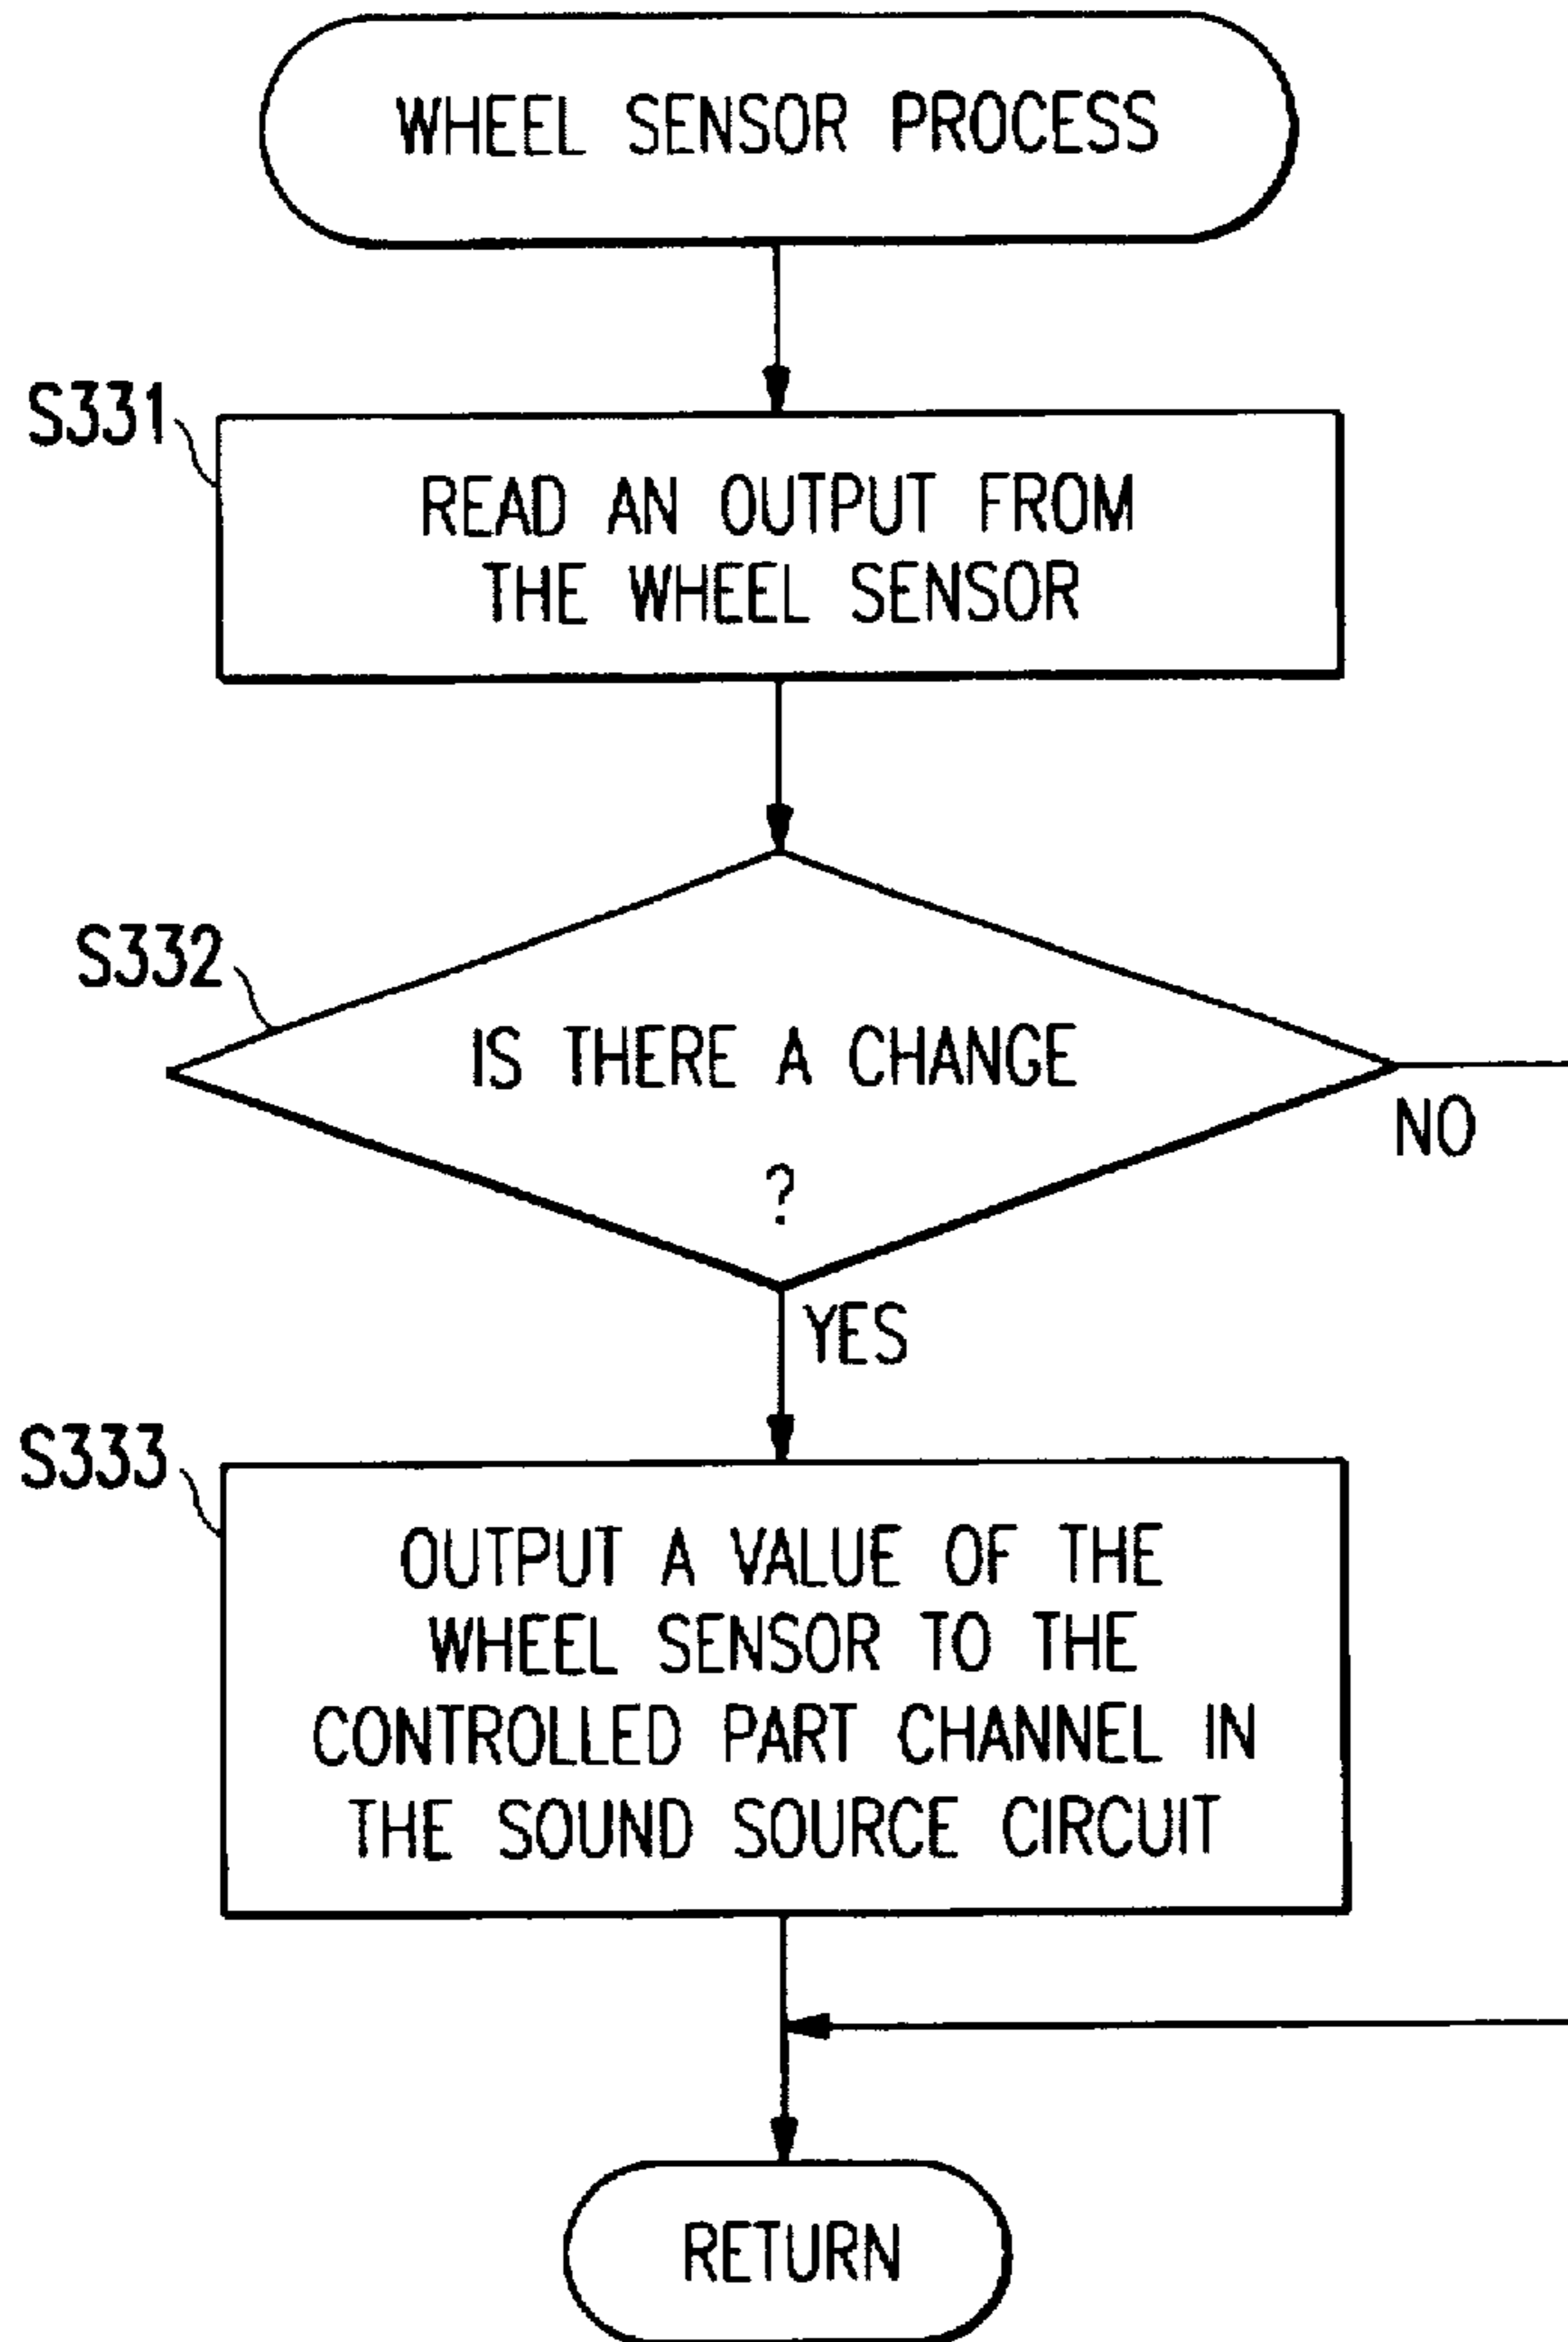 WHEEL SENSOR PROCESS
S331
READ AN OUTPUT FROM
THE WHEEL SENSOR
S332
IS THERE A CHANGE
?
NO
YES
S333
OUTPUT A VALUE OF THE
WHEEL SENSOR TO THE
CONTROLLED PART CHANNEL IN
THE SOUND SOURCE CIRCUIT
RETURN